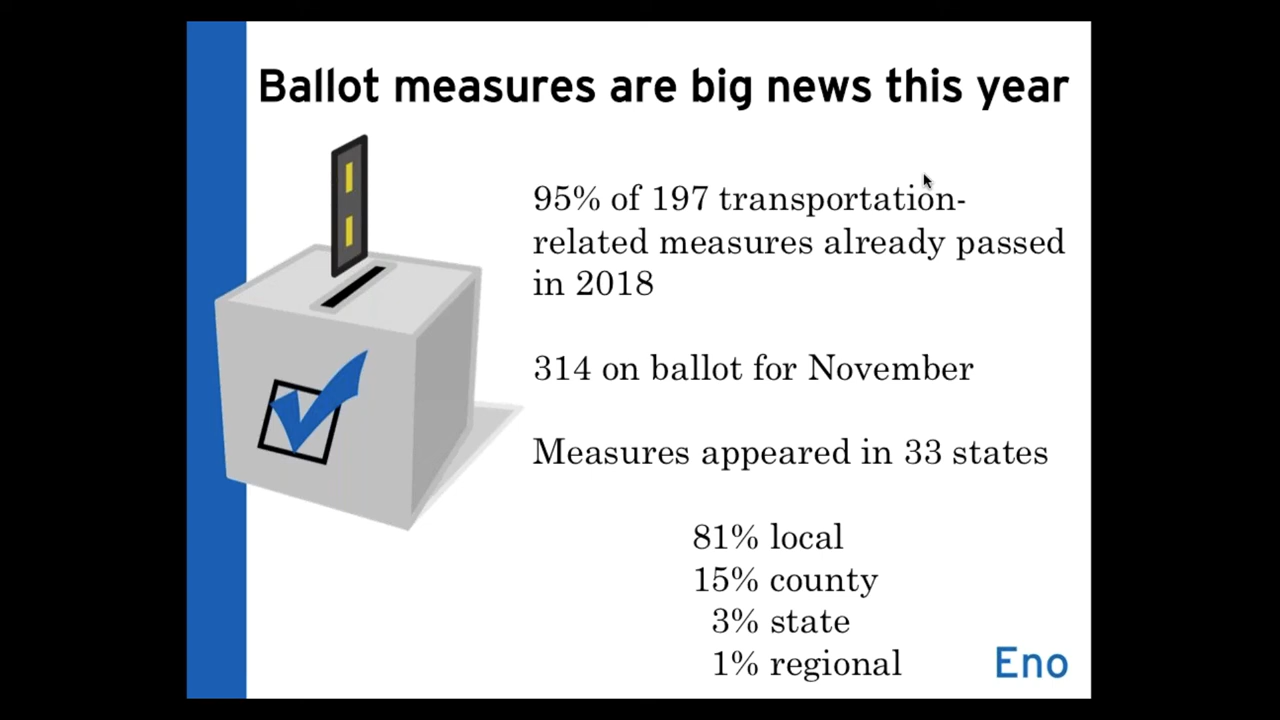 Ballot measures are big news this year
95% of 197 transportation-
related measures already passed
in 2018
314 on ballot for November
Measures appeared in 33 states
81% local
15% county
3% state
1% regional
Eno